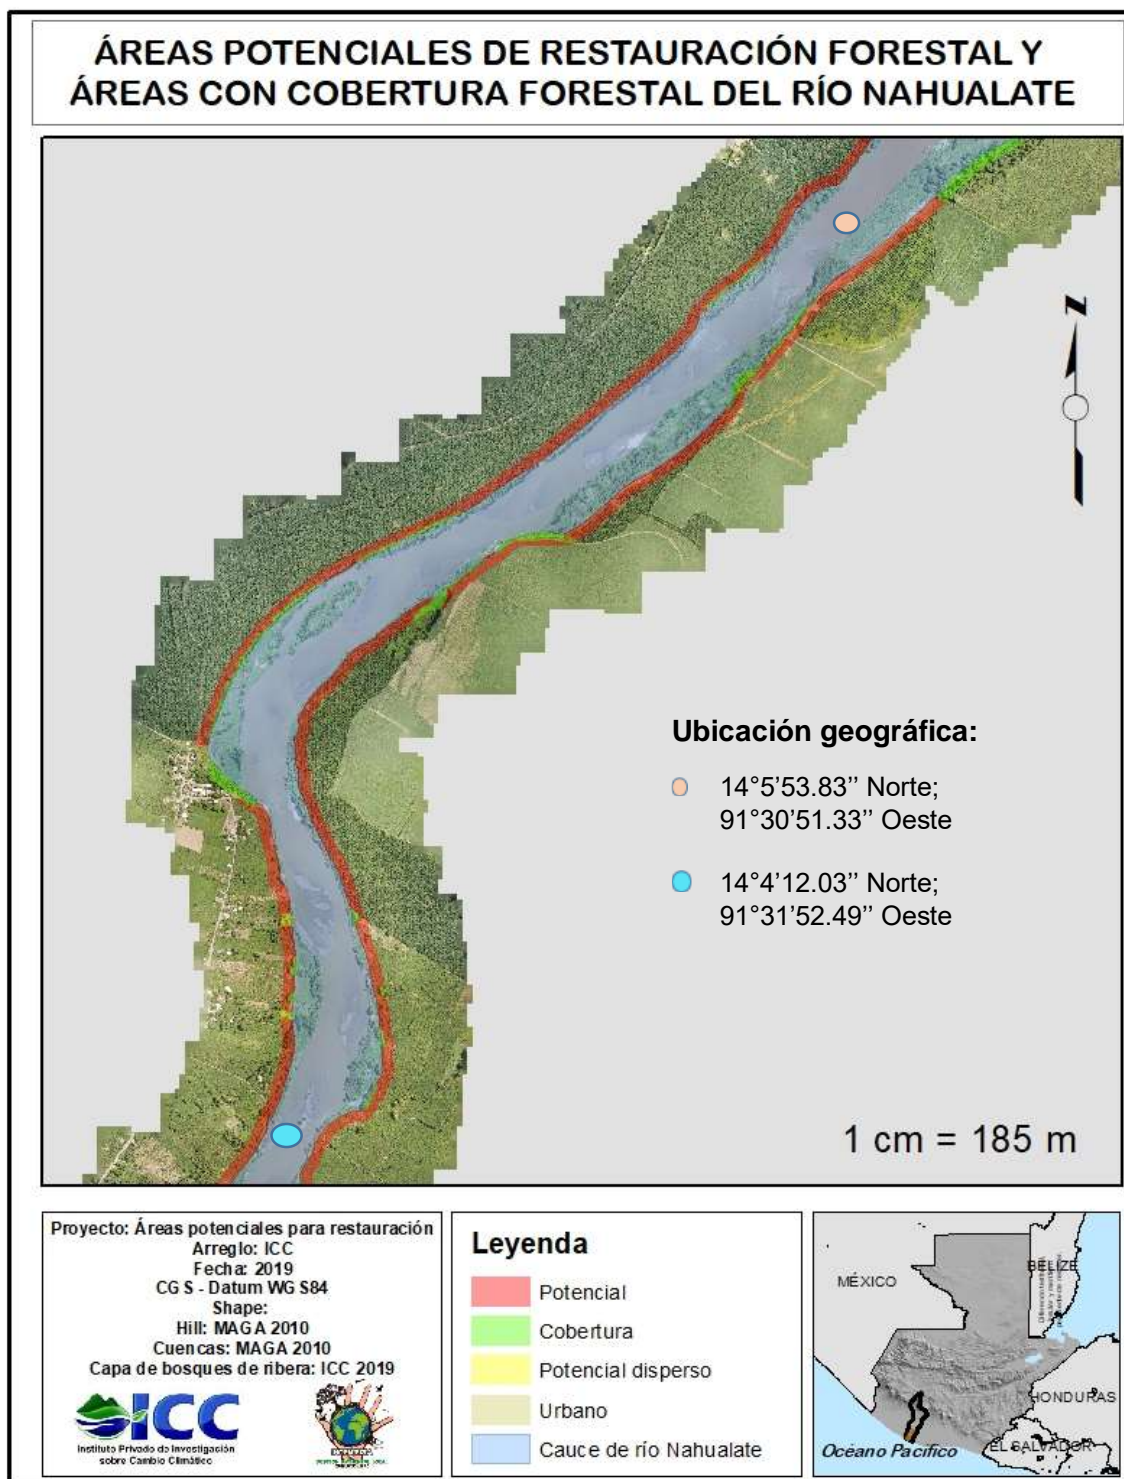 ÁREAS POTENCIALES DE RESTAURACIÓN FORESTAL Y
ÁREAS CON COBERTURA FORESTAL DEL RÍO NAHUALATE
N
Ubicación geográfica:
14°5’53.83’’ Norte;
91°30’51.33’’ Oeste
14°4’12.03’’ Norte;
91°31’52.49’’ Oeste
1 cm = 185 m
Proyecto: Áreas potenciales para restauración
Arreglo: ICC
Fecha: 2019
CGS - Datum WGS84
Shape:
Hill: MAGA 2010
Cuencas: MAGA 2010
Capa de bosques de ribera: ICC 2019
ICC
Instituto Privado de Investigación
sobre Cambio Climático
Leyenda
Potencial
Cobertura
Potencial disperso
Urbano
Cauce de río Nahualate
MÉXICO
BELIZE
HONDURAS
EL SALVADOR
Océano Pacífico